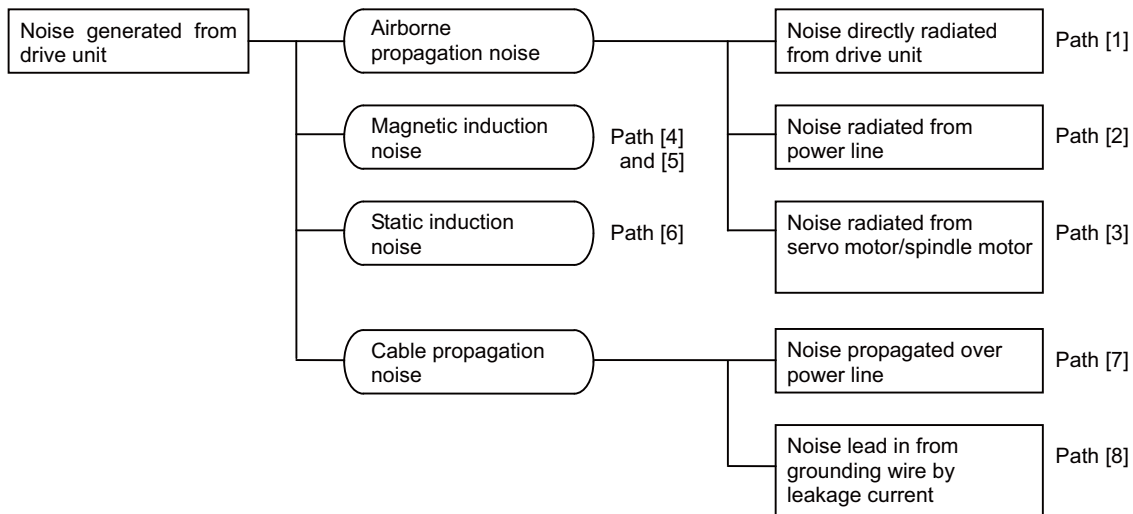 Noise generated from
drive unit
Airborne
propagation noise
Noise directly radiated
from drive unit
Path [1]
Magnetic induction
noise
Path [4]
and [5]
Noise radiated from
power line
Path [2]
Static induction
noise
Path [6]
Noise radiated from
servo motor/spindle motor
Path [3]
Cable propagation
noise
Noise propagated over
power line
Path [7]
Noise lead in from
grounding wire by
leakage current
Path [8]